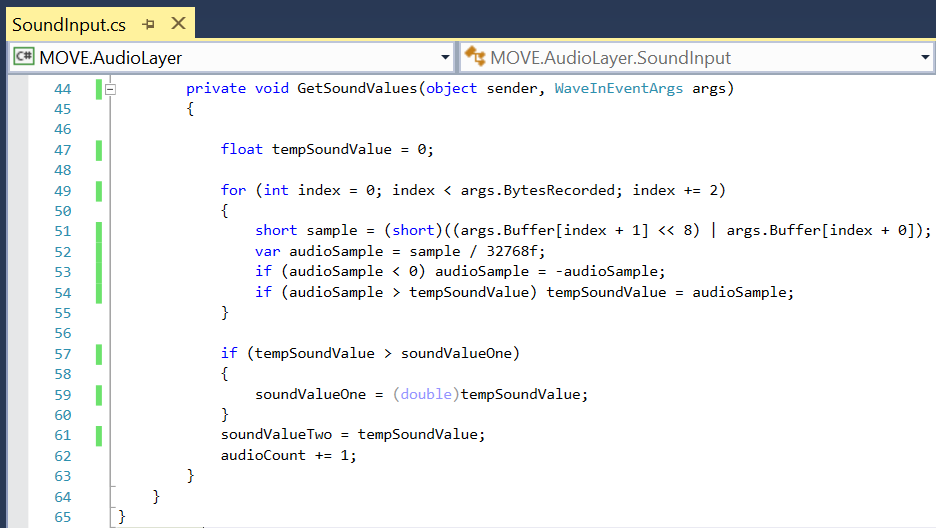 SoundInput.cs
C# MOVE.AudioLayer MOVE.AudioLayer.SoundInput
44 private void GetSoundValues(object sender, WaveInEventArgs args)
45 {
46
47 float tempSoundValue = 0;
48
49 for (int index = 0; index < args.BytesRecorded; index += 2)
50 {
51 short sample = (short)((args.Buffer[index + 1] << 8) | args.Buffer[index + 0]);
52 var audioSample = sample / 32768f;
53 if (audioSample < 0) audioSample = -audioSample;
54 if (audioSample > tempSoundValue) tempSoundValue = audioSample;
55 }
56
57 if (tempSoundValue > soundValueOne)
58 {
59 soundValueOne = (double)tempSoundValue;
60 }
61 soundValueTwo = tempSoundValue;
62 audioCount += 1;
63 }
64 }
65 }